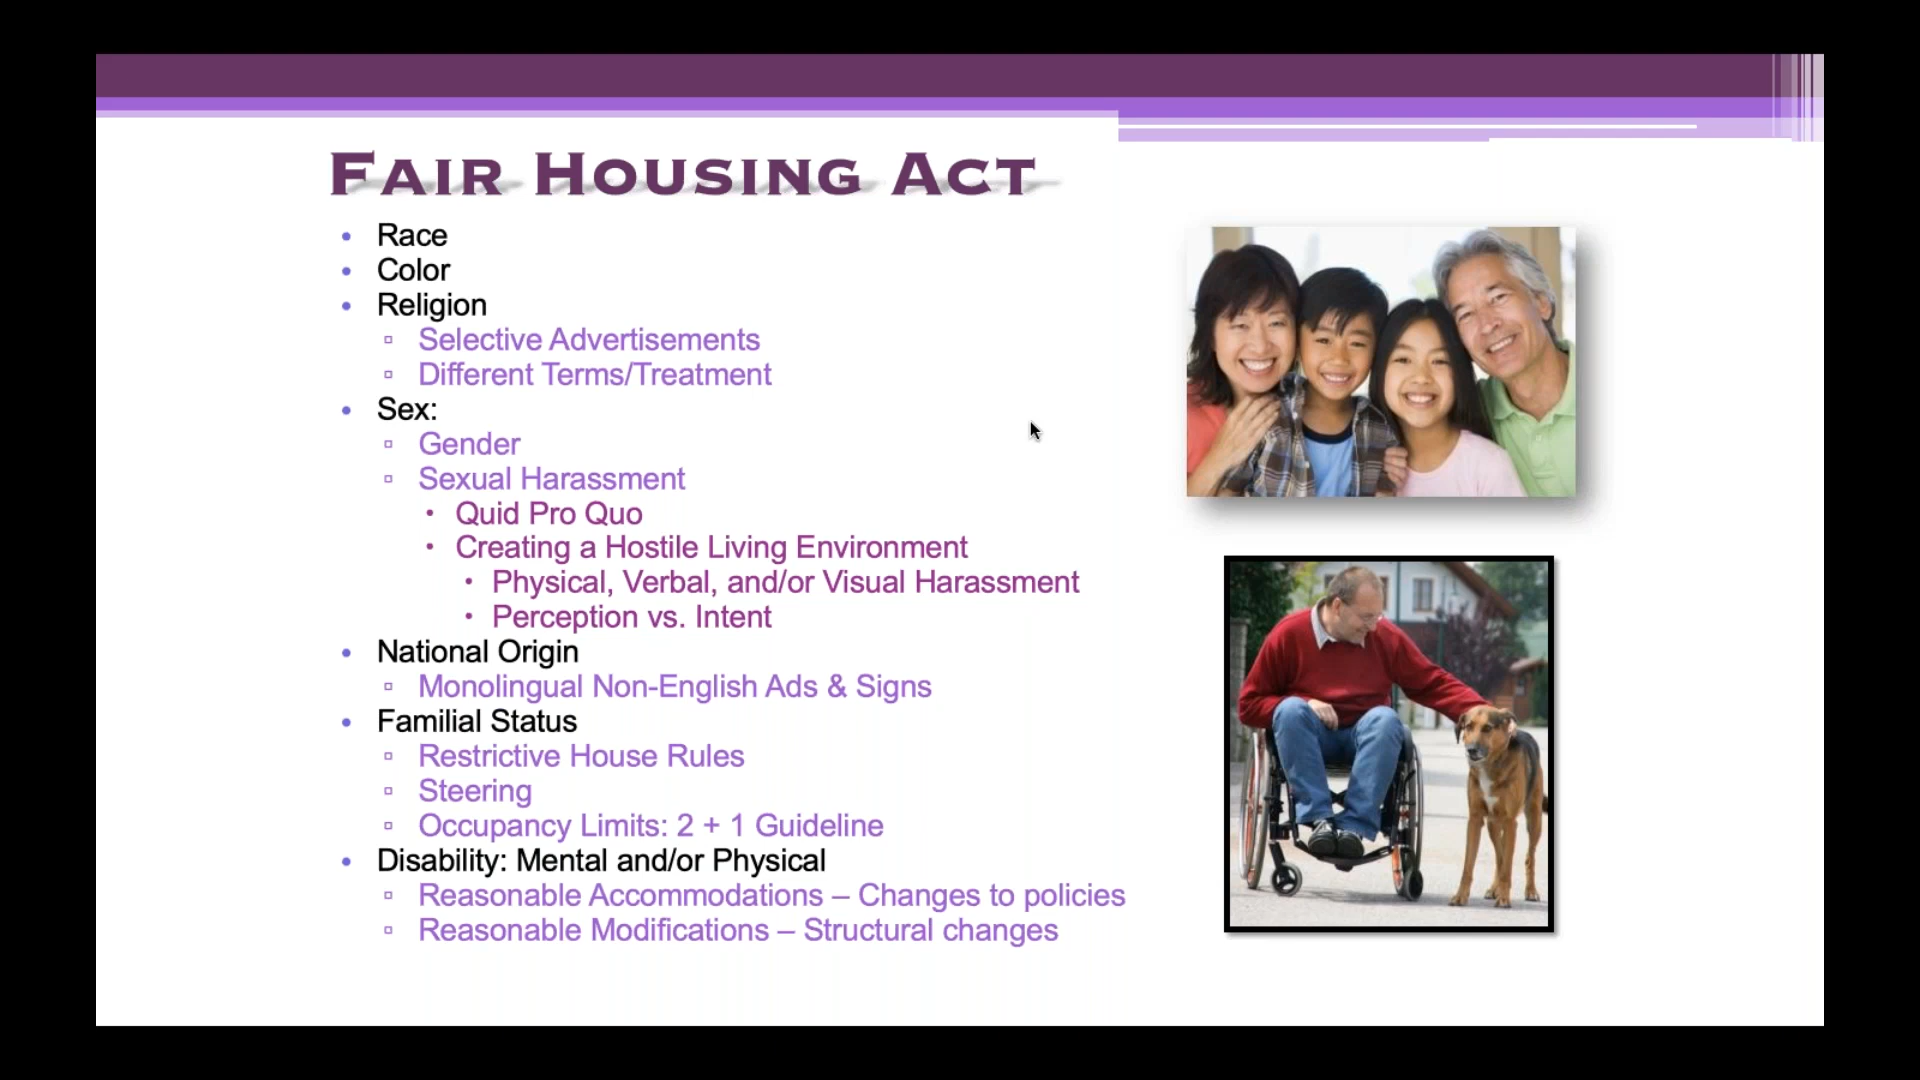 Fair Housing Act
• Race
• Color
• Religion
▫ Selective Advertisements
▫ Different Terms/Treatment
• Sex:
▫ Gender
▫ Sexual Harassment
• Quid Pro Quo
• Creating a Hostile Living Environment
• Physical, Verbal, and/or Visual Harassment
• Perception vs. Intent
• National Origin
▫ Monolingual Non-English Ads & Signs
• Familial Status
▫ Restrictive House Rules
▫ Steering
▫ Occupancy Limits: 2 + 1 Guideline
• Disability: Mental and/or Physical
▫ Reasonable Accommodations – Changes to policies
▫ Reasonable Modifications – Structural changes